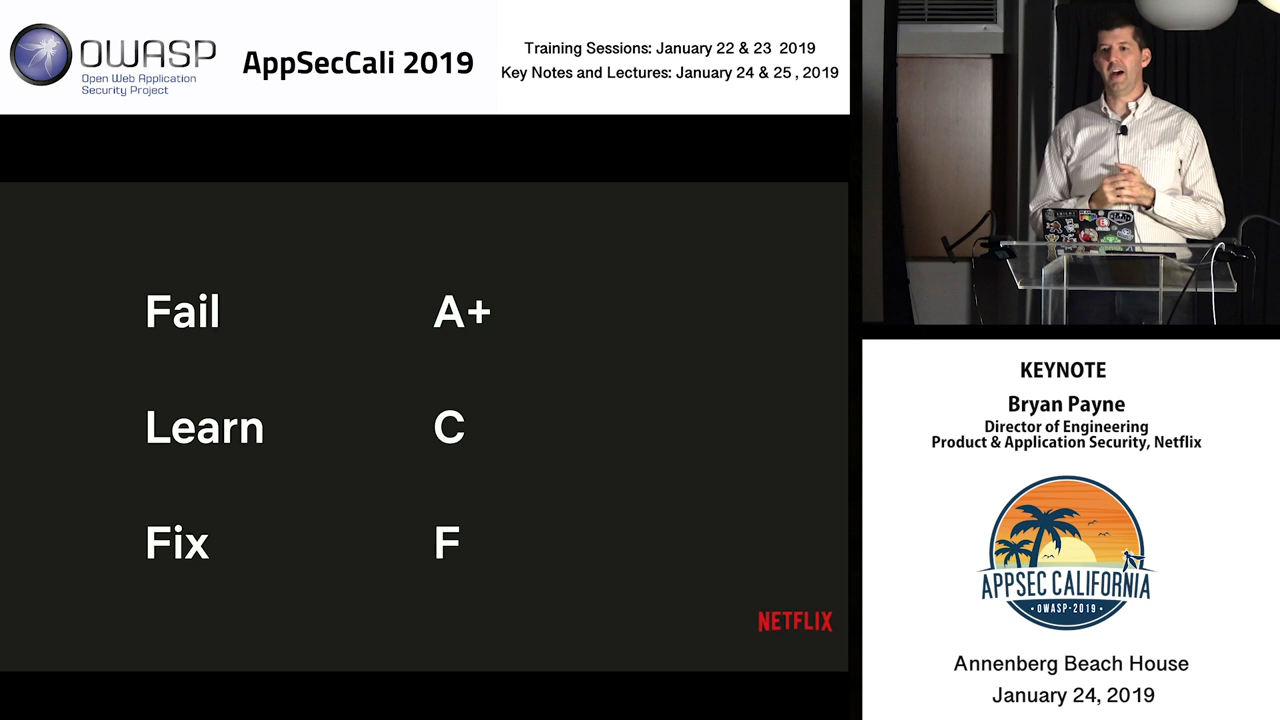 OWASP
Open Web Application
Security Project
AppSecCali 2019
Training Sessions: January 22 & 23 2019
Key Notes and Lectures: January 24 & 25 , 2019
Fail A+
Learn C
Fix F
NETFLIX
KEYNOTE
Bryan Payne
Director of Engineering
Product & Application Security, Netflix
APPSEC CALIFORNIA
• OWASP-2019 •
Annenberg Beach House
January 24, 2019